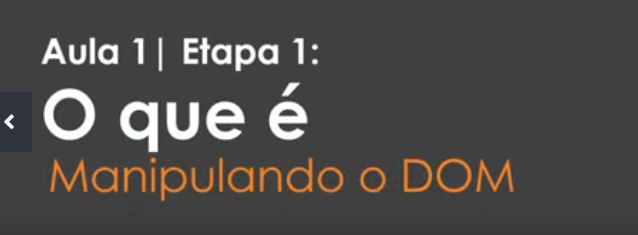 Aula 1| Etapa 1:
O que é
Manipulando o DOM